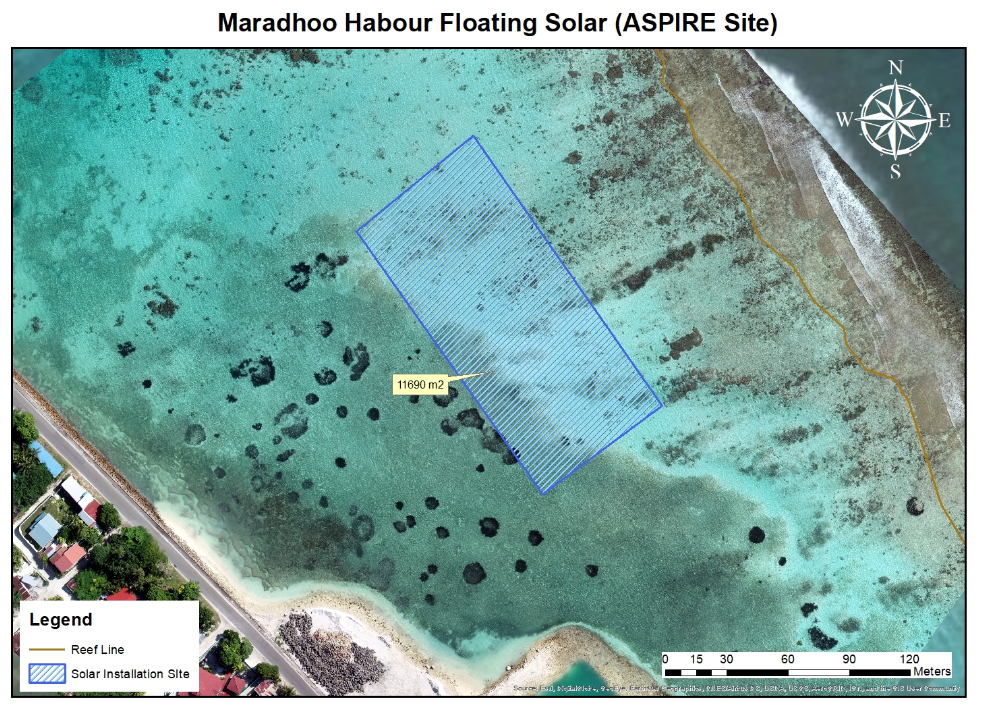 Maradhoo Habour Floating Solar (ASPIRE Site)
N
W E
S
11690 m2
Legend
Reef Line
Solar Installation Site
0 15 30 60 90 120
Meters